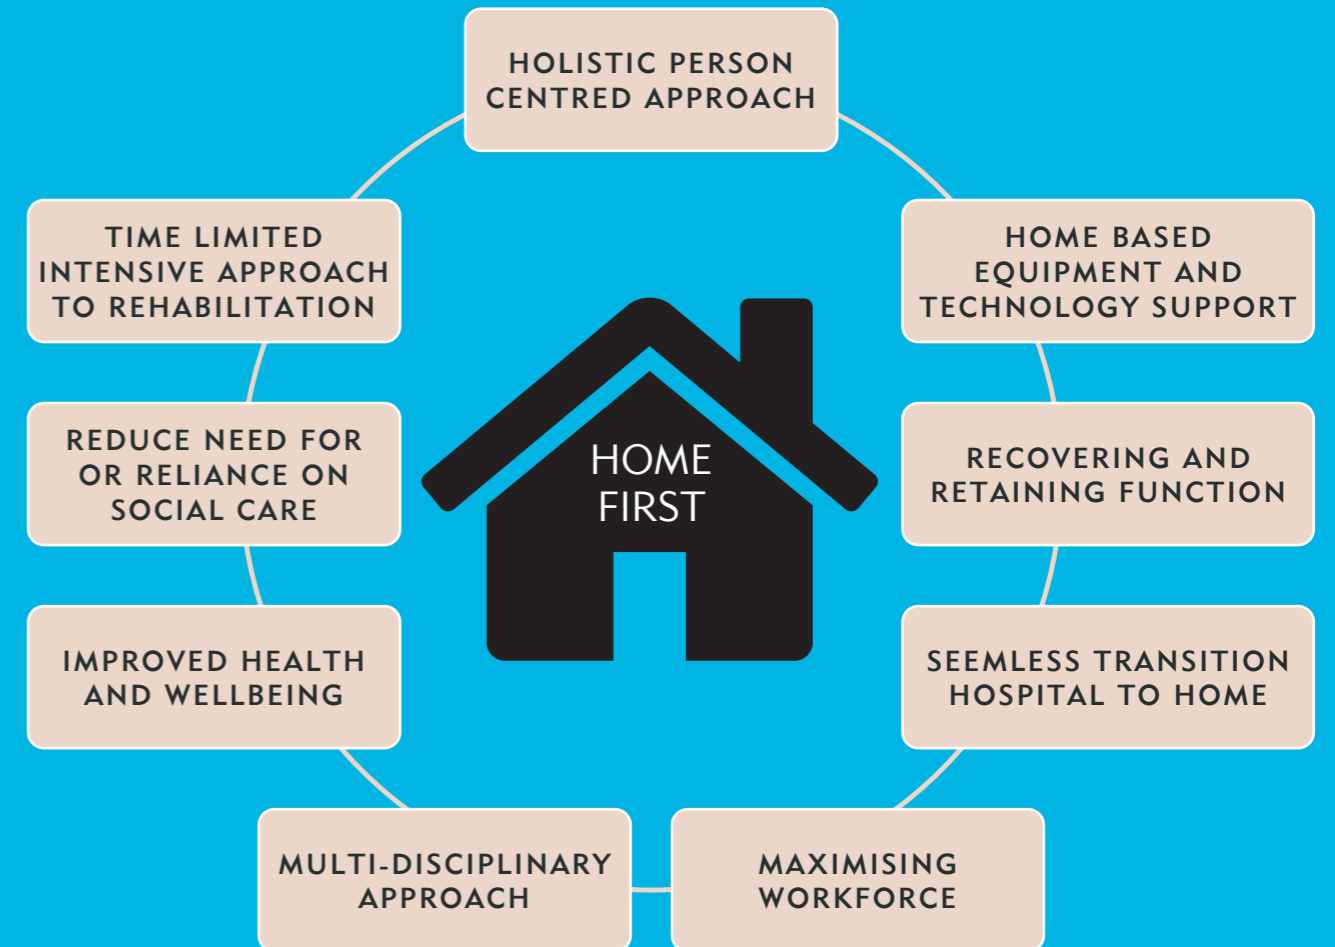 HOLISTIC PERSON
CENTRED APPROACH
TIME LIMITED
INTENSIVE APPROACH
TO REHABILITATION
HOME BASED
EQUIPMENT AND
TECHNOLOGY SUPPORT
REDUCE NEED FOR
OR RELIANCE ON
SOCIAL CARE
HOME
FIRST
RECOVERING AND
RETAINING FUNCTION
IMPROVED HEALTH
AND WELLBEING
SEEMLESS TRANSITION
HOSPITAL TO HOME
MULTI-DISCIPLINARY
APPROACH
MAXIMISING
WORKFORCE